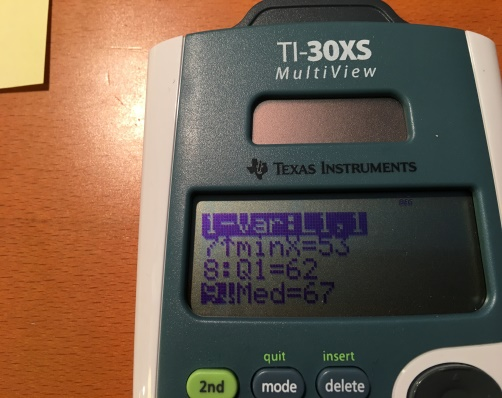 TI-30XS
MultiView
TEXAS INSTRUMENTS
DEG
1-Var:L1,1
7↑minX=53
8:Q1=62
9↓Med=67
quit insert
2nd mode delete